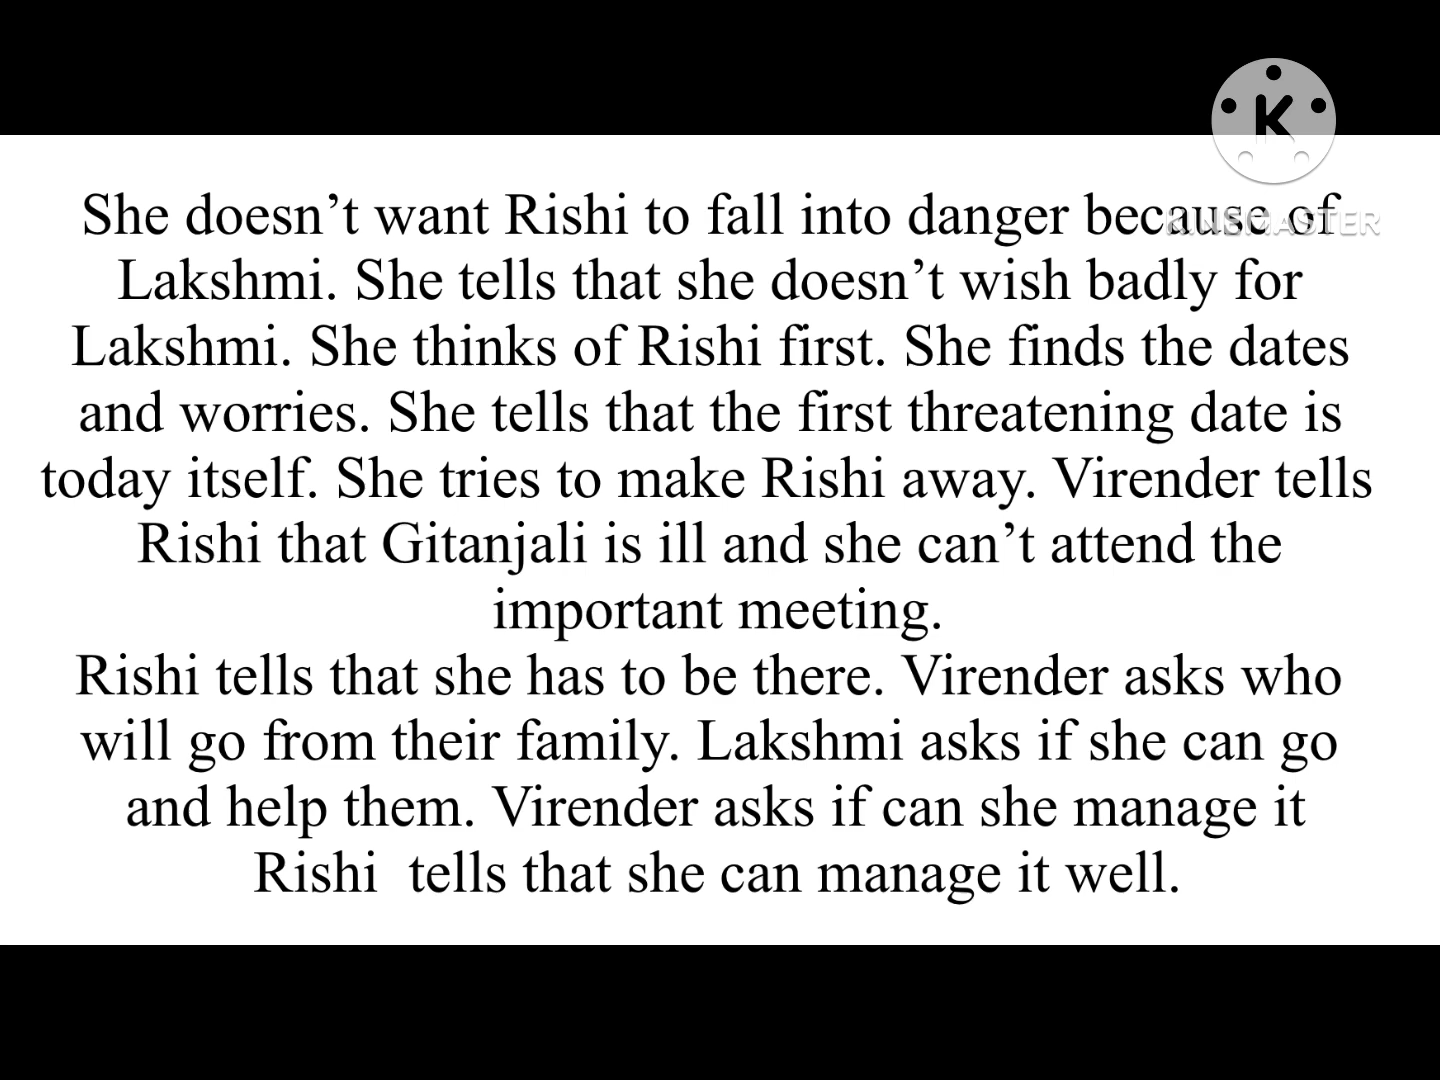 K
KINEMASTER
She doesn’t want Rishi to fall into danger because of
Lakshmi. She tells that she doesn’t wish badly for
Lakshmi. She thinks of Rishi first. She finds the dates
and worries. She tells that the first threatening date is
today itself. She tries to make Rishi away. Virender tells
Rishi that Gitanjali is ill and she can’t attend the
important meeting.
Rishi tells that she has to be there. Virender asks who
will go from their family. Lakshmi asks if she can go
and help them. Virender asks if can she manage it
Rishi  tells that she can manage it well.